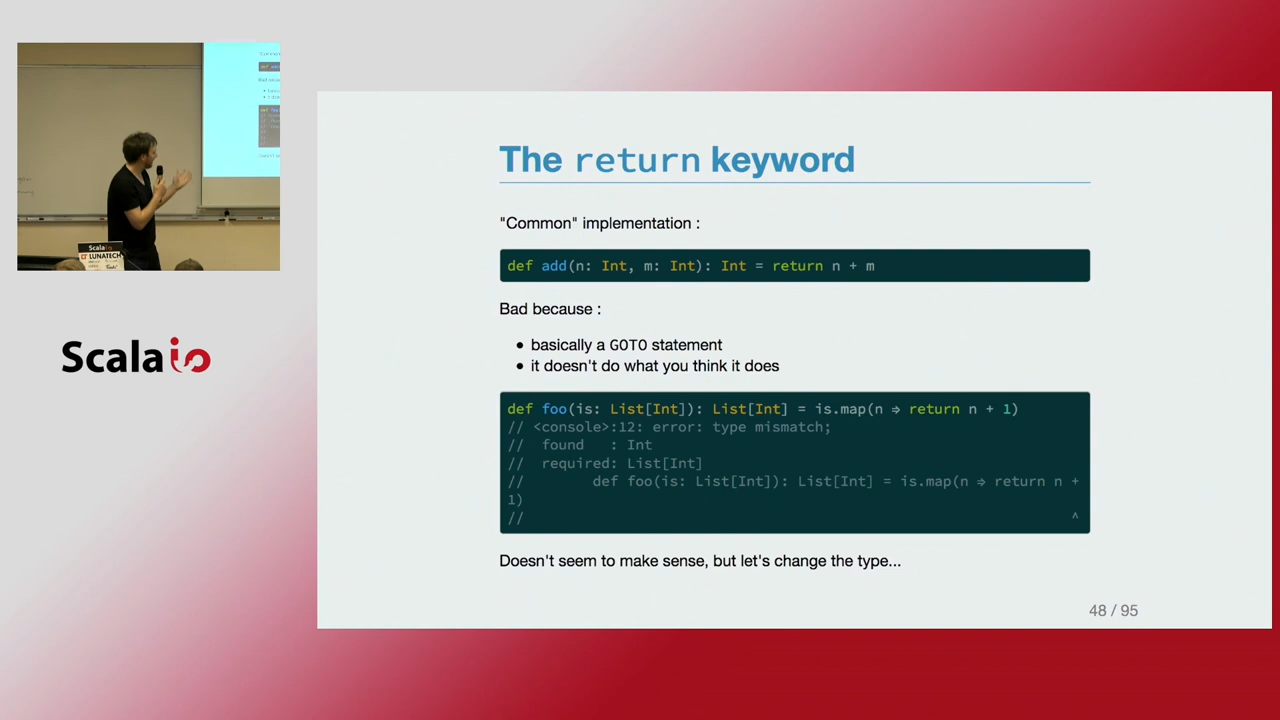 The return keyword
"Common" implementation :
def add(n: Int, m: Int): Int = return n + m
Bad because :
• basically a GOTO statement
• it doesn't do what you think it does
def foo(is: List[Int]): List[Int] = is.map(n ⇒ return n + 1)
// <console>:12: error: type mismatch;
//  found   : Int
//  required: List[Int]
//        def foo(is: List[Int]): List[Int] = is.map(n ⇒ return n +
1)
//                                                                 ^
Doesn't seem to make sense, but let's change the type...
48 / 95
Scalaio
Scala
LUNATECH